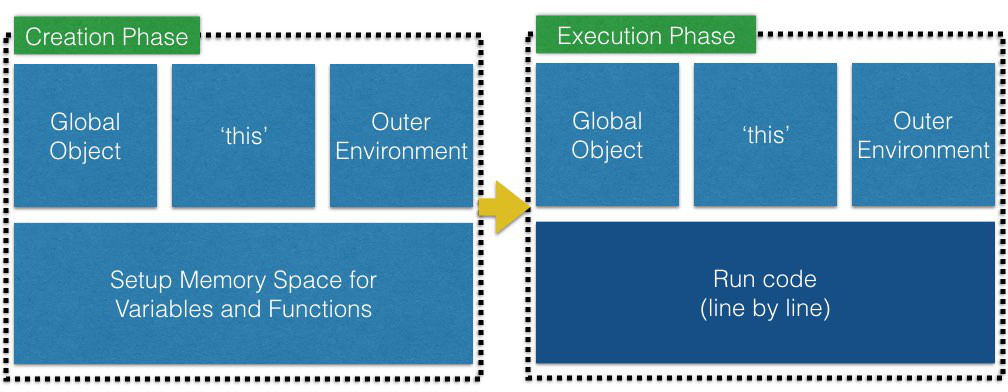 Creation Phase
Global
Object
‘this’
Outer
Environment
Setup Memory Space for
Variables and Functions
Execution Phase
Global
Object
‘this’
Outer
Environment
Run code
(line by line)